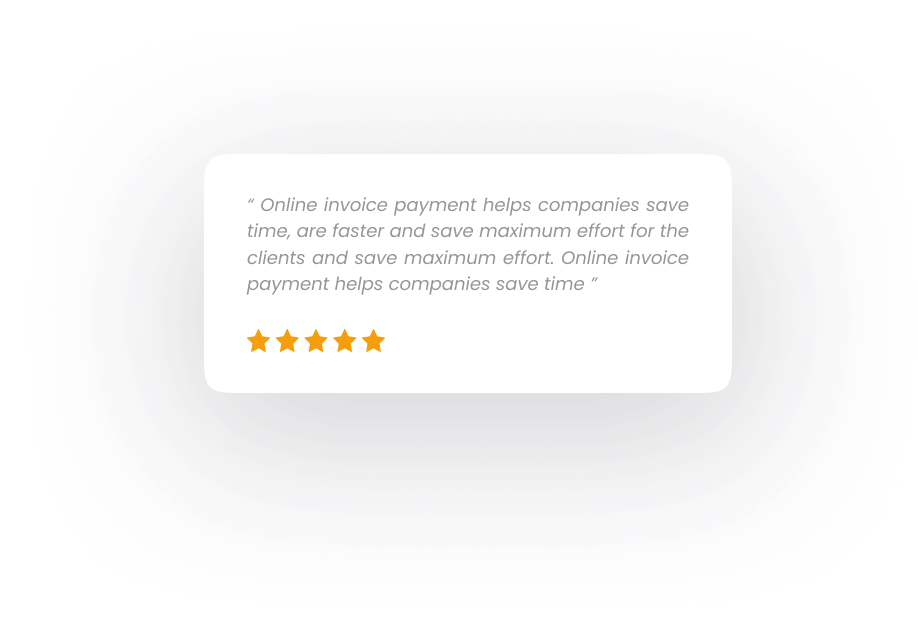 “ Online invoice payment helps companies save
time, are faster and save maximum effort for the
clients and save maximum effort. Online invoice
payment helps companies save time ”